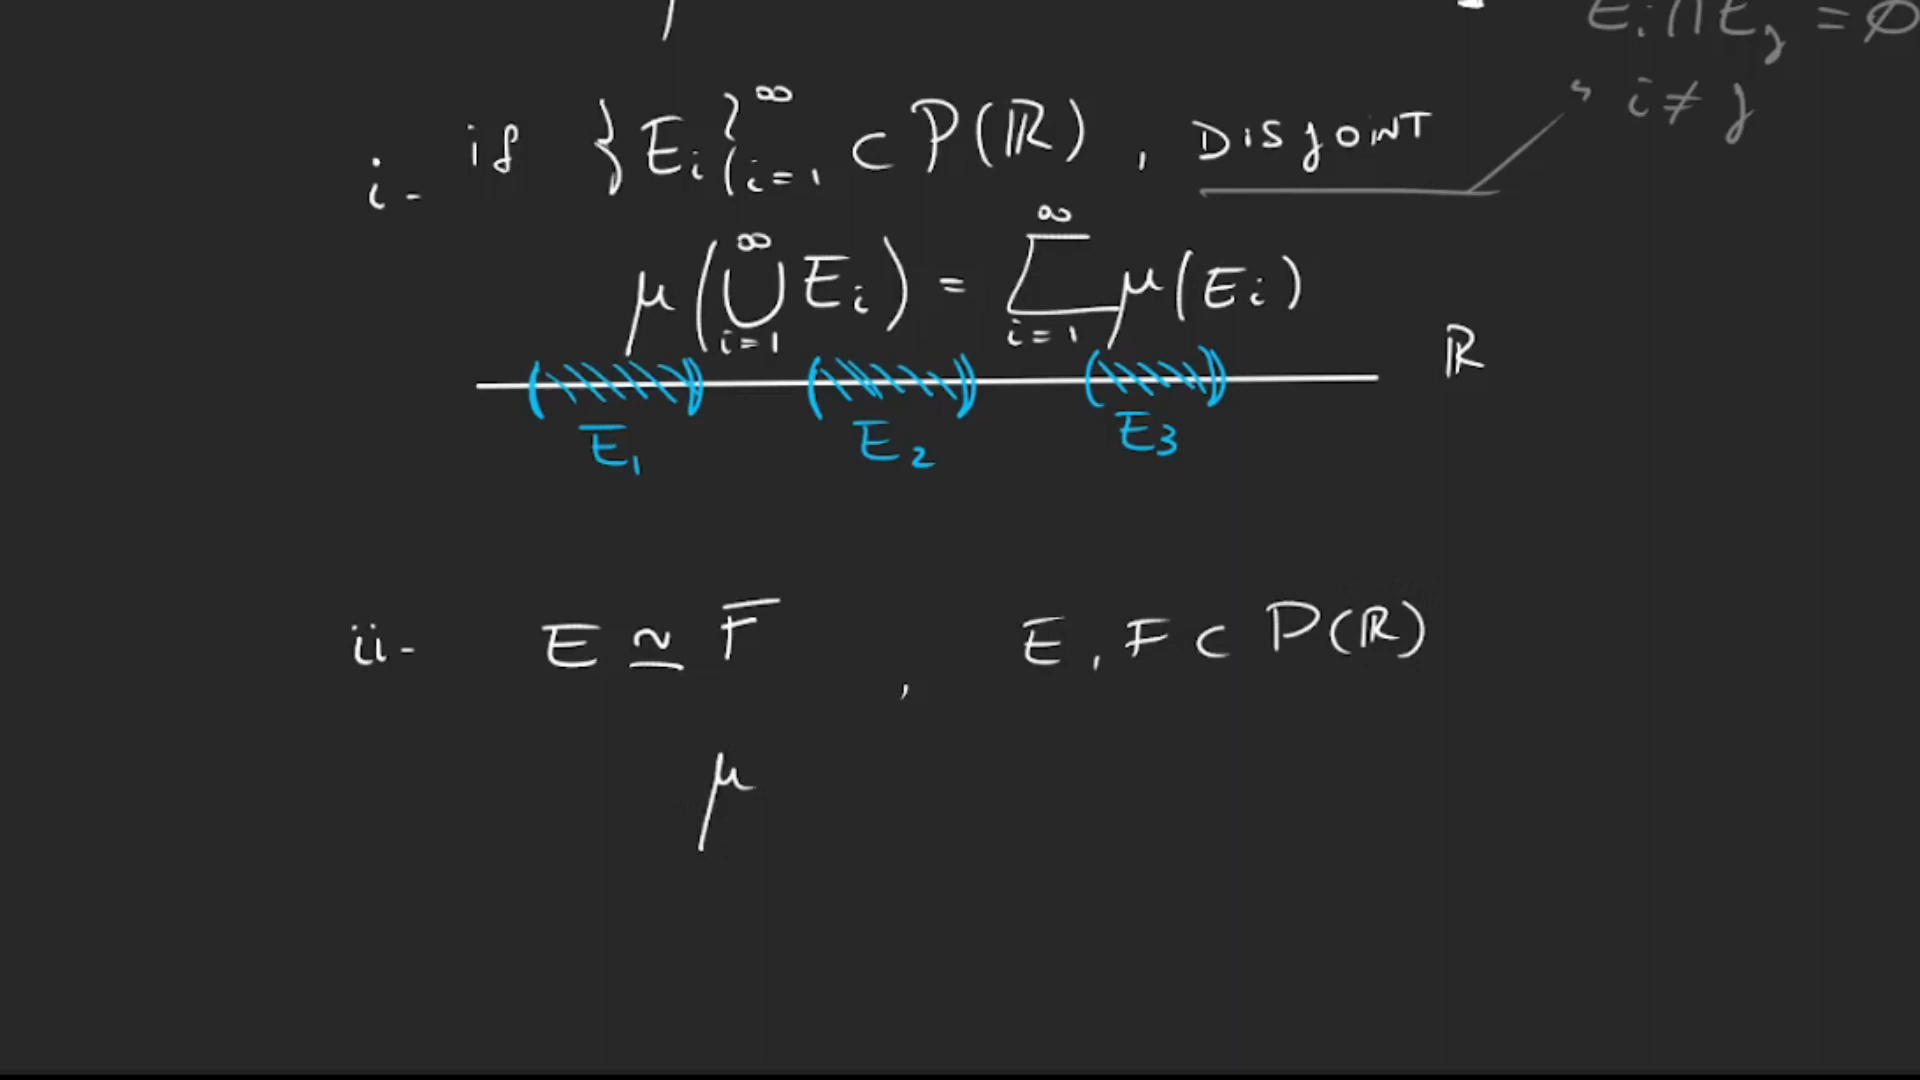 Ei ∩ Ej = ∅
i ≠ j
i - if {Ei}_{i=1}^∞ ⊂ P(ℝ), DISJOINT
μ(⋃_{i=1}^∞ Ei) = ∑_{i=1}^∞ μ(Ei)
ℝ
E1 E2 E3
ii - E ≃ F , E, F ⊂ P(ℝ)
μ